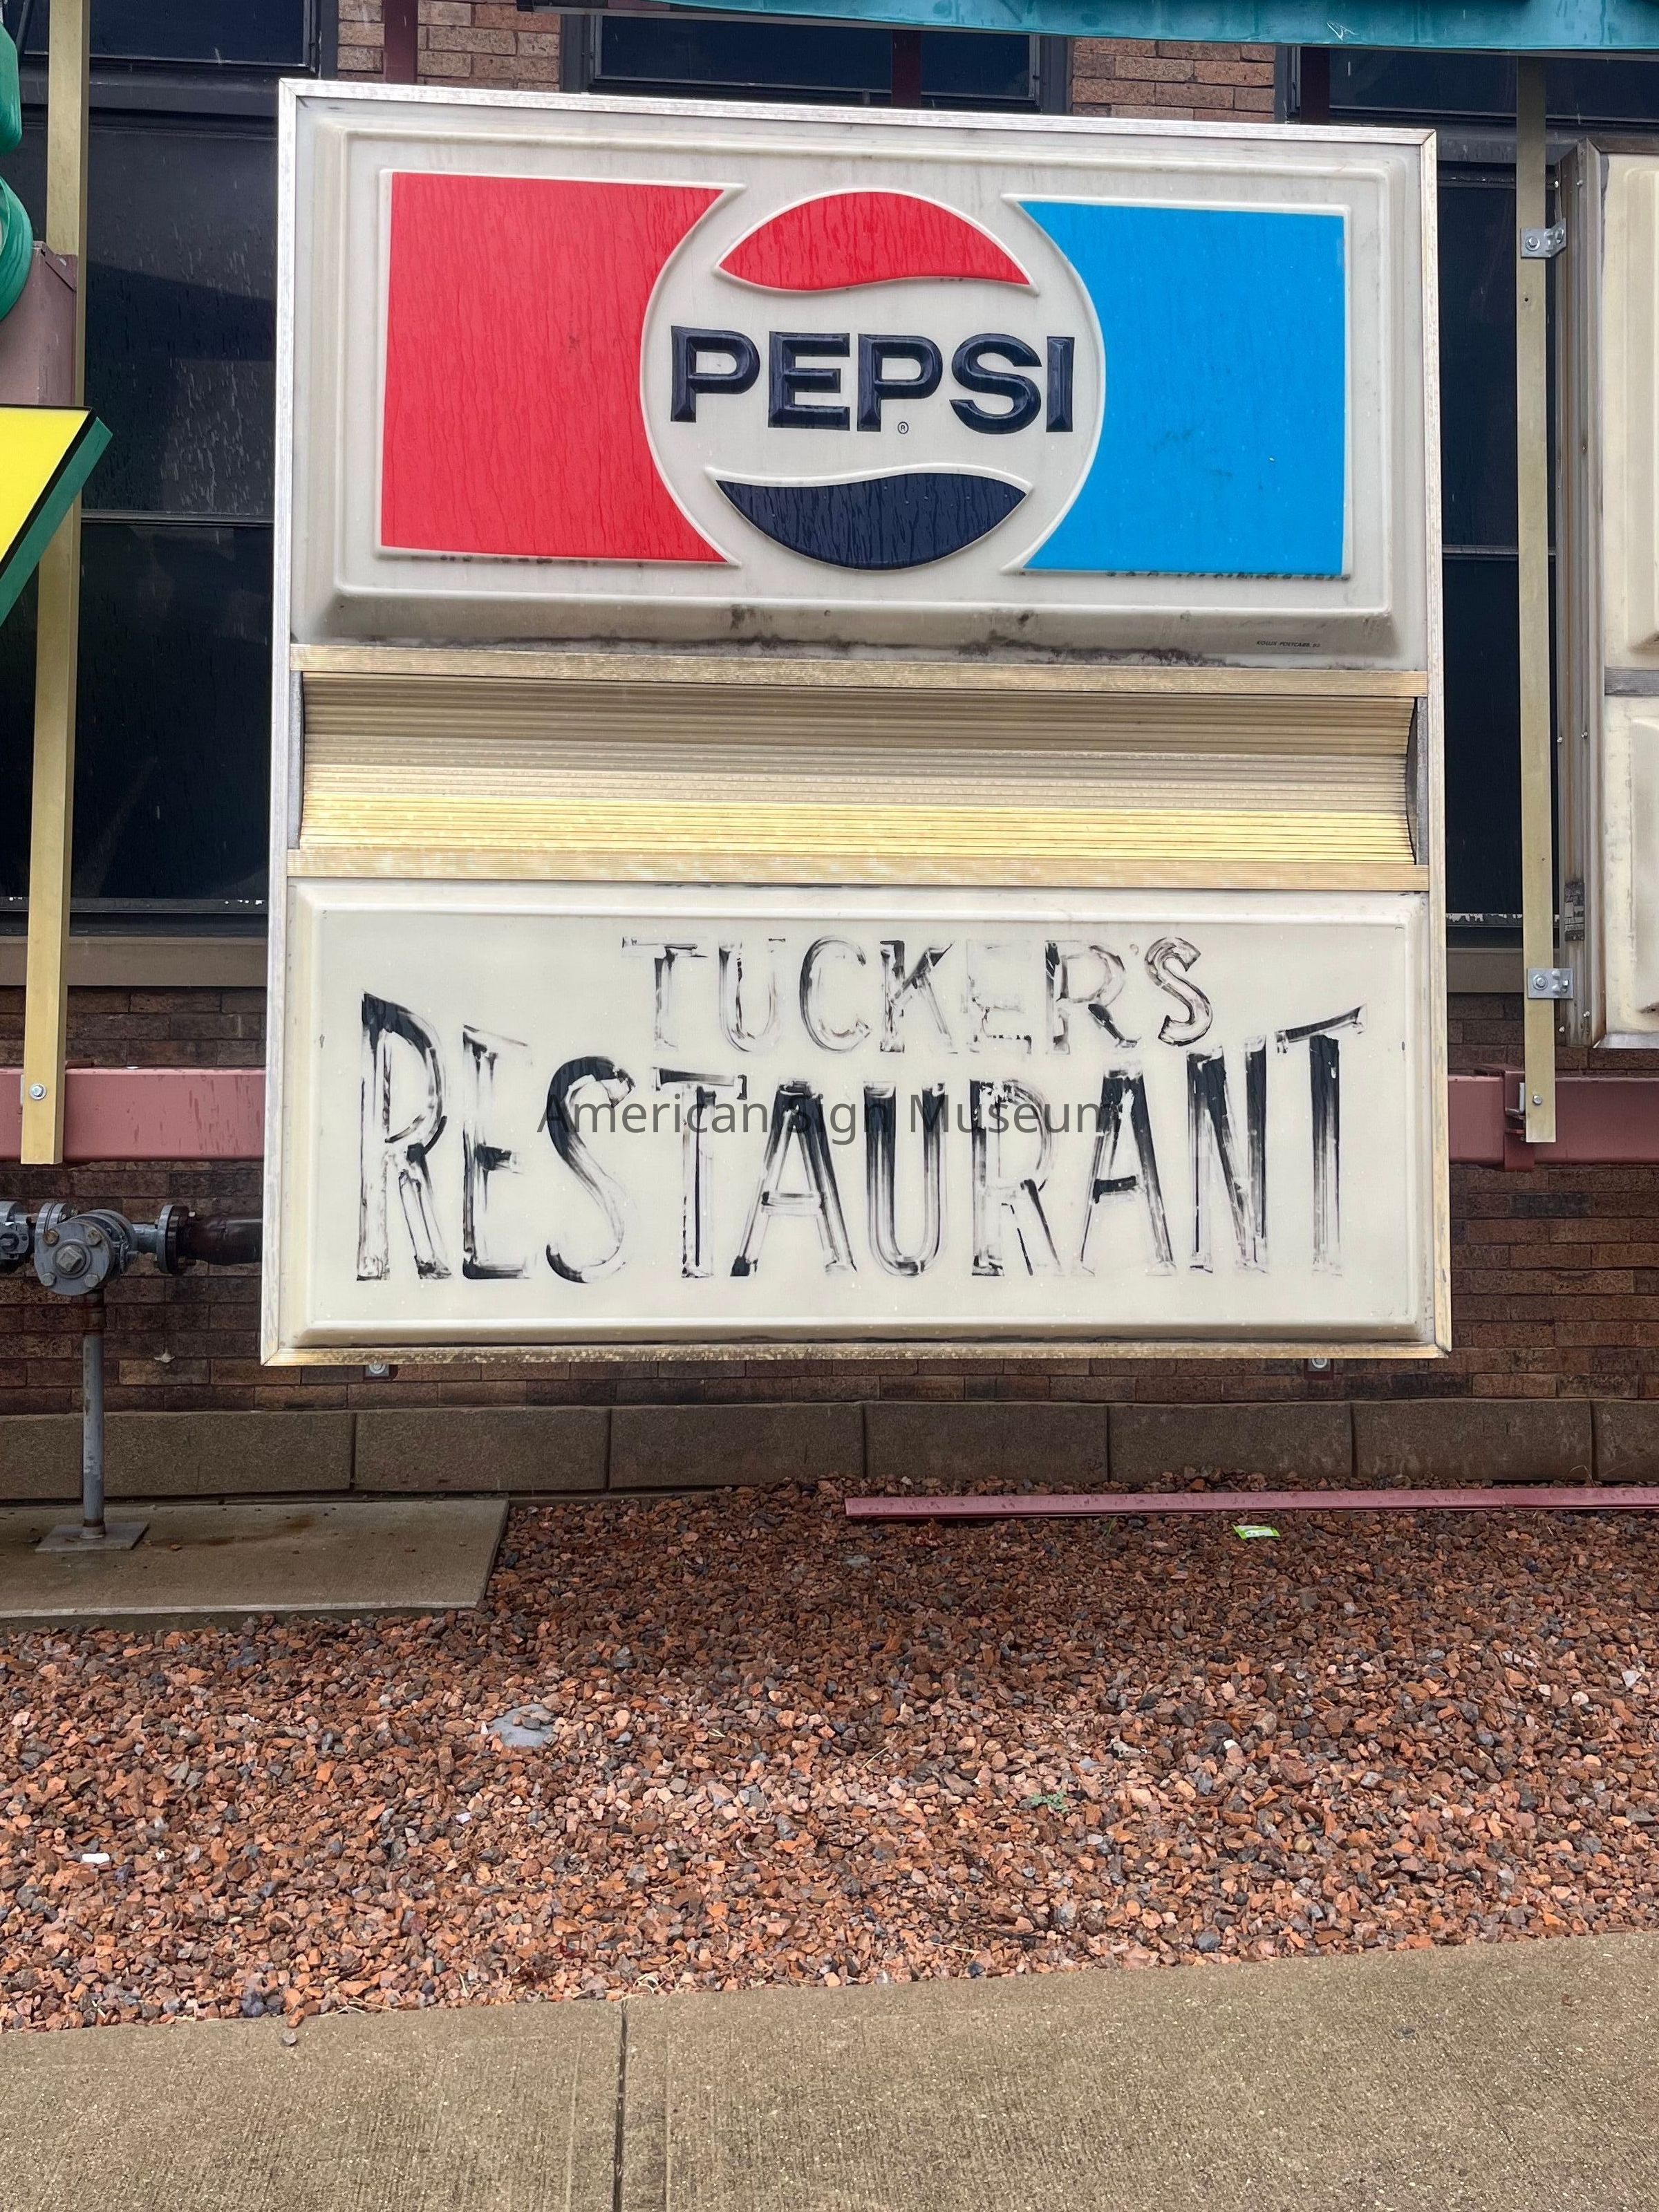 PEPSI
®
TUCKER'S
RESTAURANT
American Sign Museum